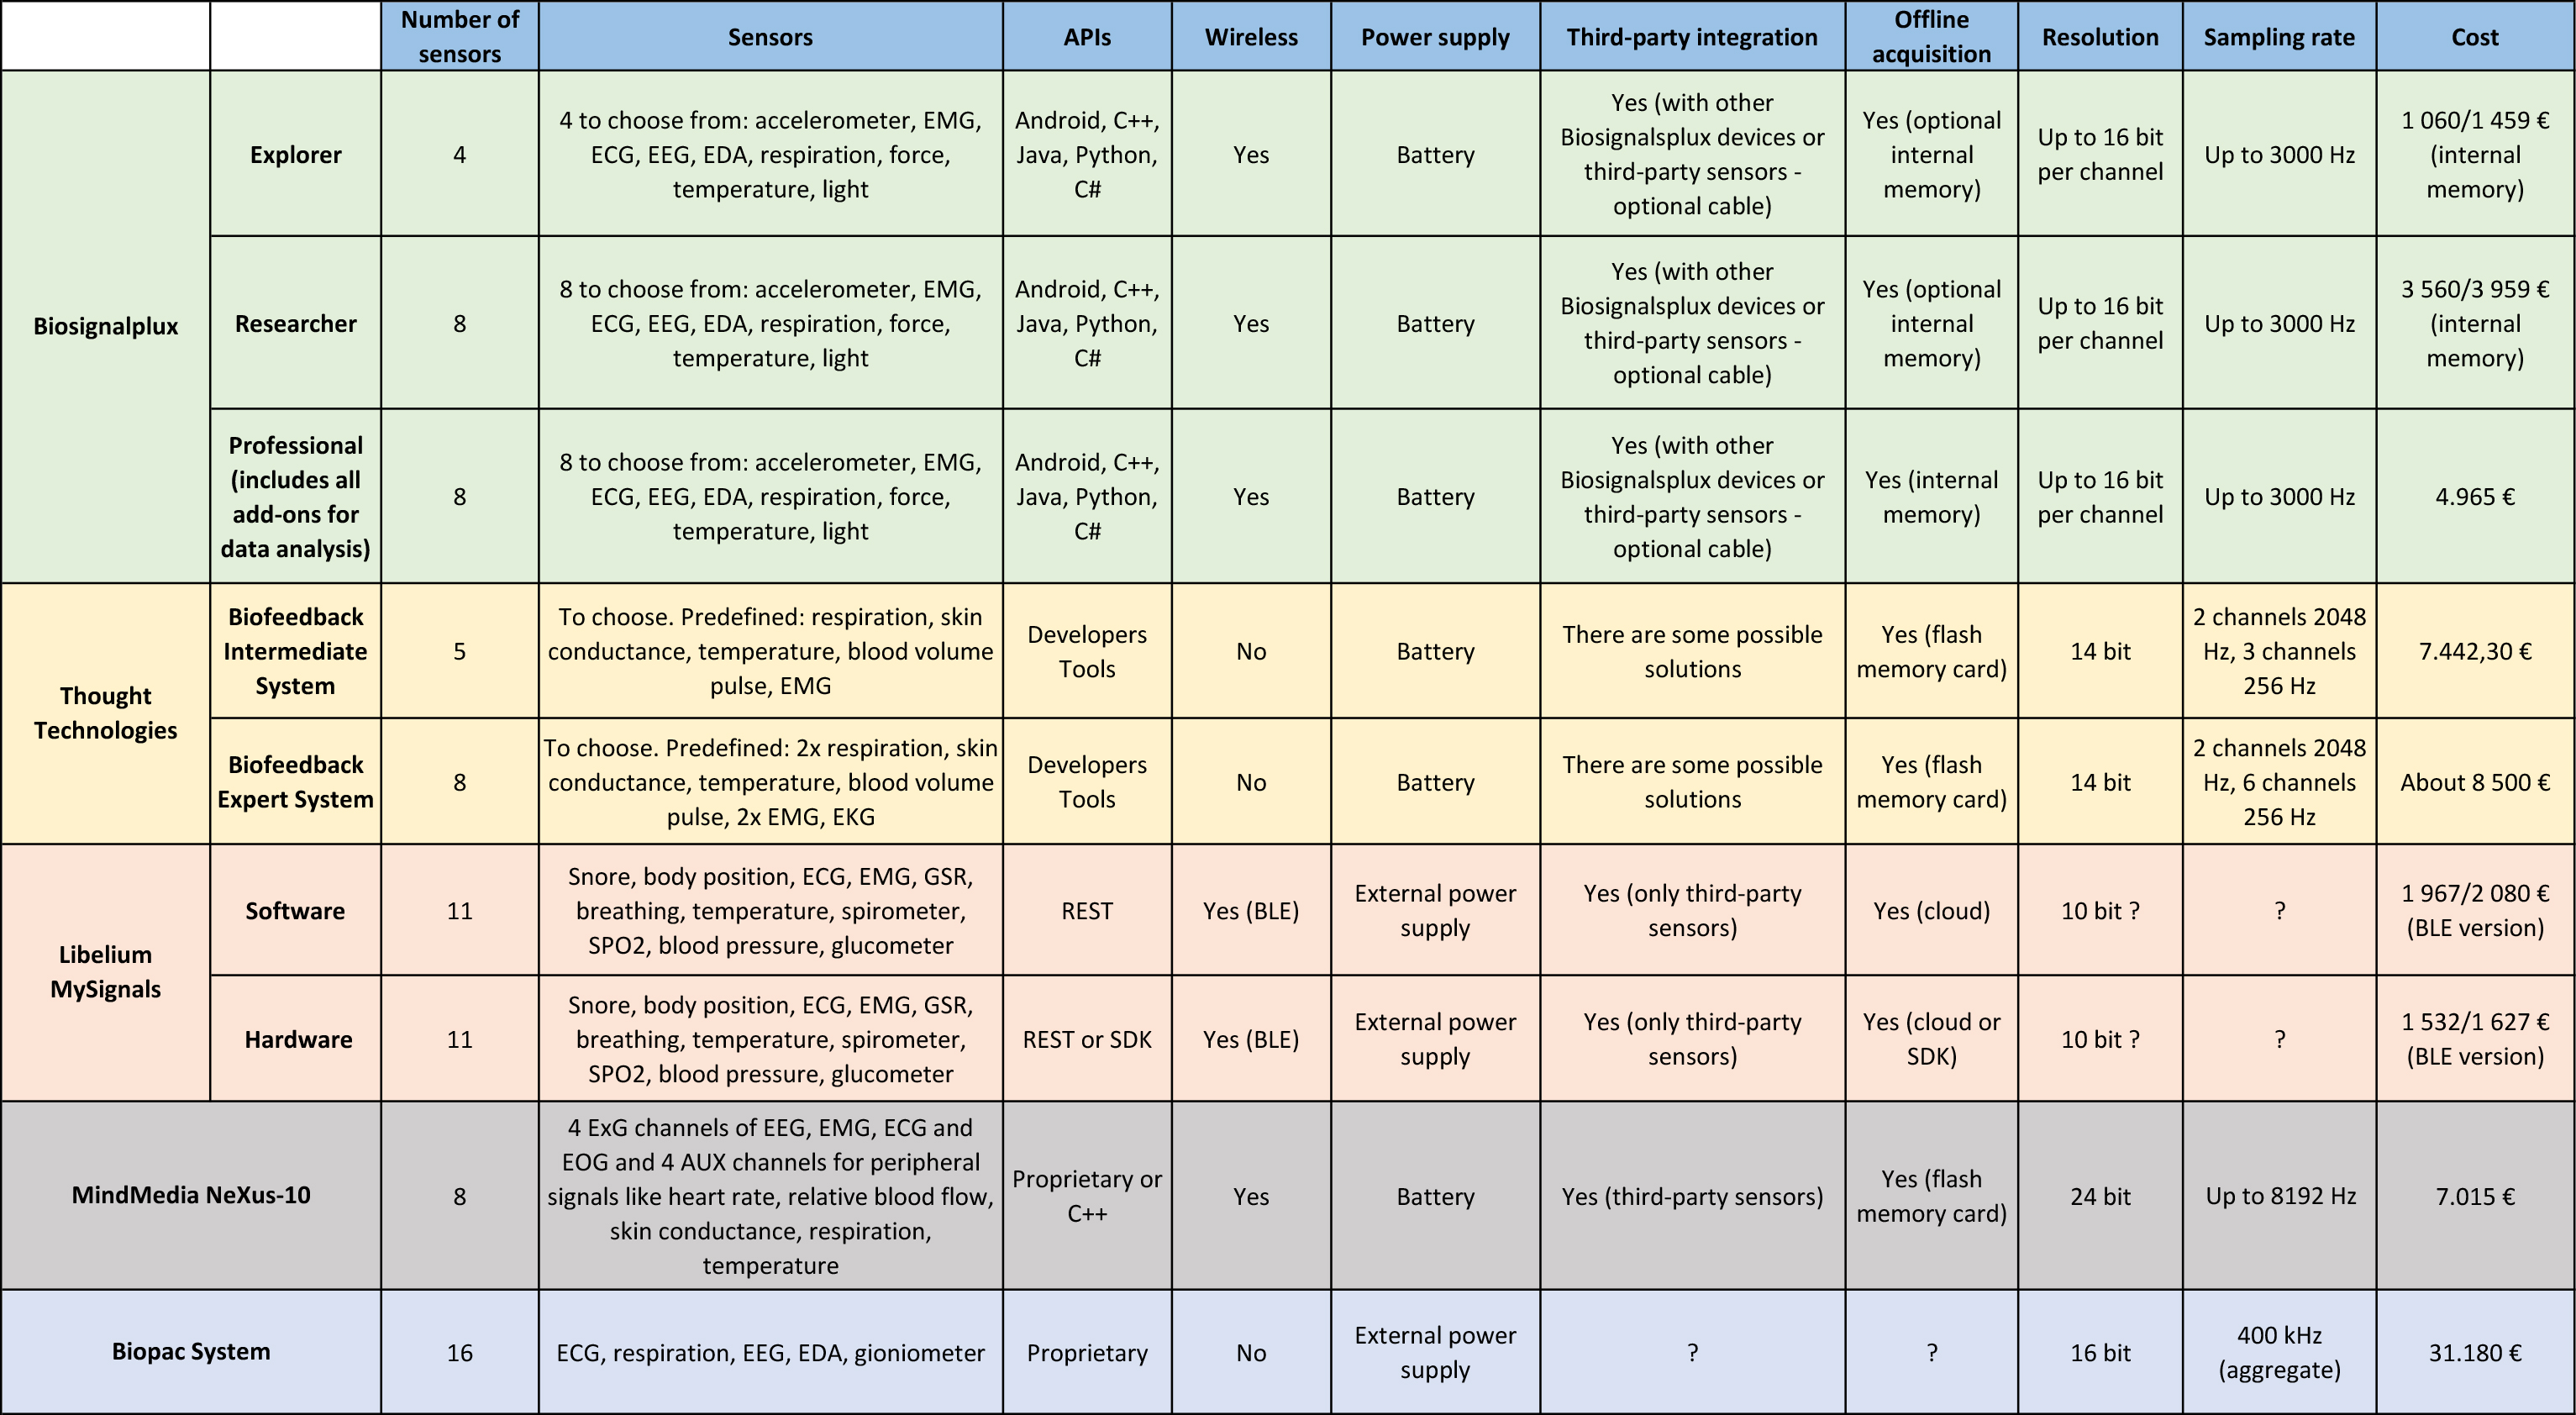 Number of
sensors
Sensors
APIs
Wireless
Power supply
Third-party integration
Offline
acquisition
Resolution
Sampling rate
Cost
Biosignalplux
Explorer
4
4 to choose from: accelerometer, EMG,
ECG, EEG, EDA, respiration, force,
temperature, light
Android, C++,
Java, Python,
C#
Yes
Battery
Yes (with other
Biosignalsplux devices or
third-party sensors -
optional cable)
Yes (optional
internal
memory)
Up to 16 bit
per channel
Up to 3000 Hz
1 060/1 459 €
(internal
memory)
Researcher
8
8 to choose from: accelerometer, EMG,
ECG, EEG, EDA, respiration, force,
temperature, light
Android, C++,
Java, Python,
C#
Yes
Battery
Yes (with other
Biosignalsplux devices or
third-party sensors -
optional cable)
Yes (optional
internal
memory)
Up to 16 bit
per channel
Up to 3000 Hz
3 560/3 959 €
(internal
memory)
Professional
(includes all
add-ons for
data analysis)
8
8 to choose from: accelerometer, EMG,
ECG, EEG, EDA, respiration, force,
temperature, light
Android, C++,
Java, Python,
C#
Yes
Battery
Yes (with other
Biosignalsplux devices or
third-party sensors -
optional cable)
Yes (internal
memory)
Up to 16 bit
per channel
Up to 3000 Hz
4.965 €
Thought
Technologies
Biofeedback
Intermediate
System
5
To choose. Predefined: respiration, skin
conductance, temperature, blood volume
pulse, EMG
Developers
Tools
No
Battery
There are some possible
solutions
Yes (flash
memory card)
14 bit
2 channels 2048
Hz, 3 channels
256 Hz
7.442,30 €
Biofeedback
Expert System
8
To choose. Predefined: 2x respiration, skin
conductance, temperature, blood volume
pulse, 2x EMG, EKG
Developers
Tools
No
Battery
There are some possible
solutions
Yes (flash
memory card)
14 bit
2 channels 2048
Hz, 6 channels
256 Hz
About 8 500 €
Libelium
MySignals
Software
11
Snore, body position, ECG, EMG, GSR,
breathing, temperature, spirometer,
SPO2, blood pressure, glucometer
REST
Yes (BLE)
External power
supply
Yes (only third-party
sensors)
Yes (cloud)
10 bit ?
?
1 967/2 080 €
(BLE version)
Hardware
11
Snore, body position, ECG, EMG, GSR,
breathing, temperature, spirometer,
SPO2, blood pressure, glucometer
REST or SDK
Yes (BLE)
External power
supply
Yes (only third-party
sensors)
Yes (cloud or
SDK)
10 bit ?
?
1 532/1 627 €
(BLE version)
MindMedia NeXus-10
8
4 ExG channels of EEG, EMG, ECG and
EOG and 4 AUX channels for peripheral
signals like heart rate, relative blood flow,
skin conductance, respiration,
temperature
Proprietary or
C++
Yes
Battery
Yes (third-party sensors)
Yes (flash
memory card)
24 bit
Up to 8192 Hz
7.015 €
Biopac System
16
ECG, respiration, EEG, EDA, gioniometer
Proprietary
No
External power
supply
?
?
16 bit
400 kHz
(aggregate)
31.180 €